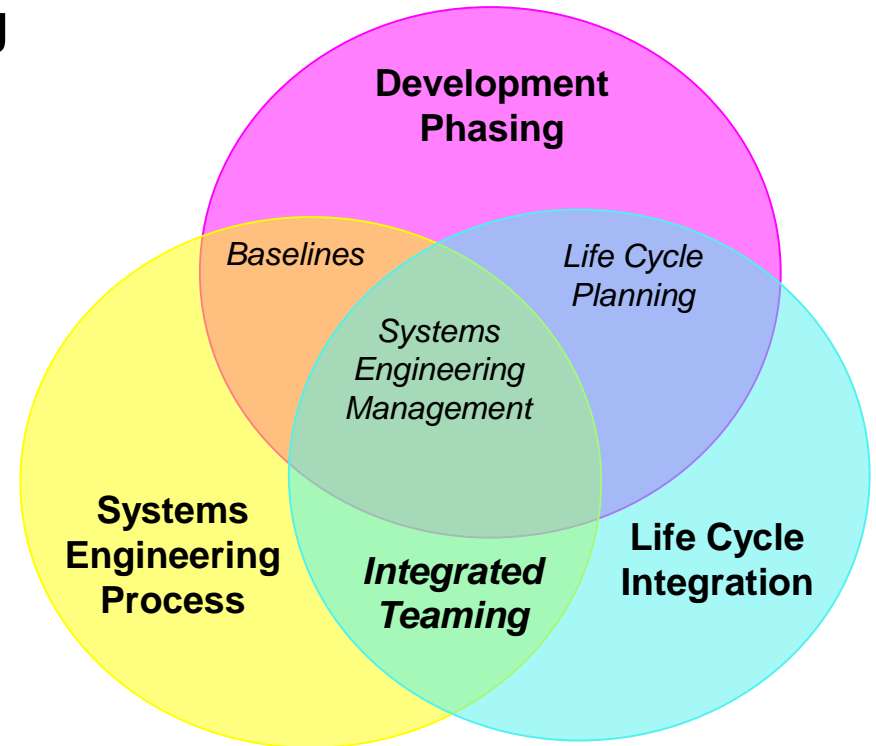 Development
Phasing
Baselines
Life Cycle
Planning
Systems
Engineering
Management
Systems
Engineering
Process
Integrated
Teaming
Life Cycle
Integration